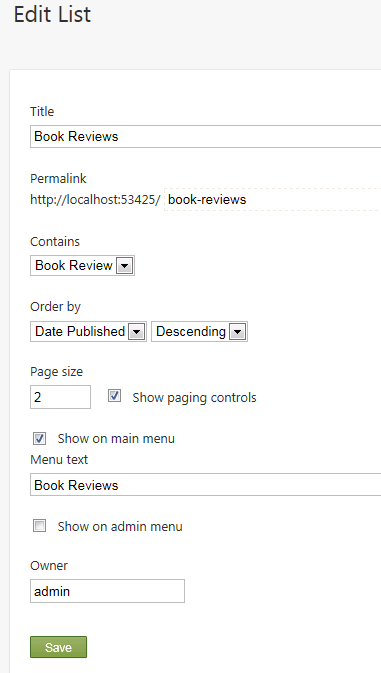 Edit List
Title
Book Reviews
Permalink
http://localhost:53425/ book-reviews
Contains
Book Review
Order by
Date Published Descending
Page size
2 Show paging controls
Show on main menu
Menu text
Book Reviews
Show on admin menu
Owner
admin
Save